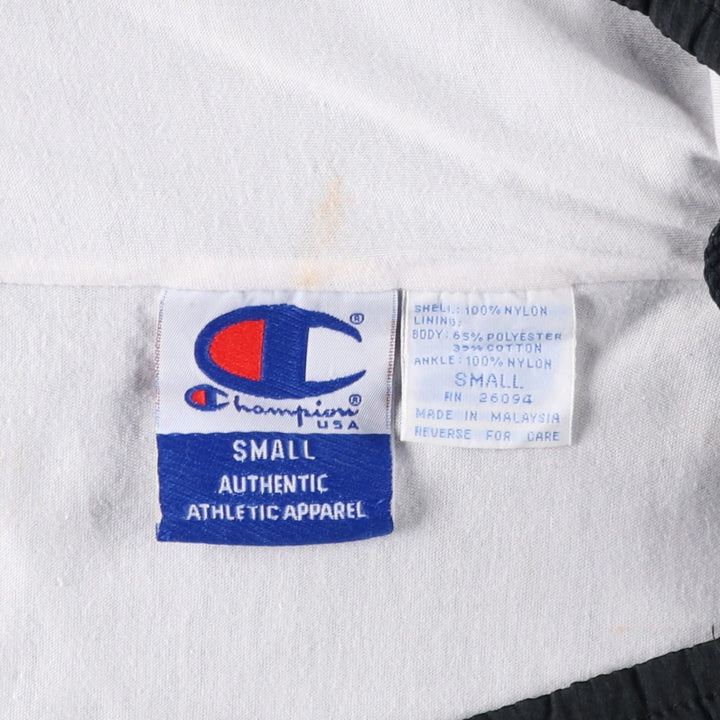 ®
Champion®
USA
SMALL
AUTHENTIC
ATHLETIC APPAREL
SHELL: 100% NYLON
LINING:
BODY: 65% POLYESTER
35% COTTON
ANKLE: 100% NYLON
SMALL
RN 26094
MADE IN MALAYSIA
REVERSE FOR CARE